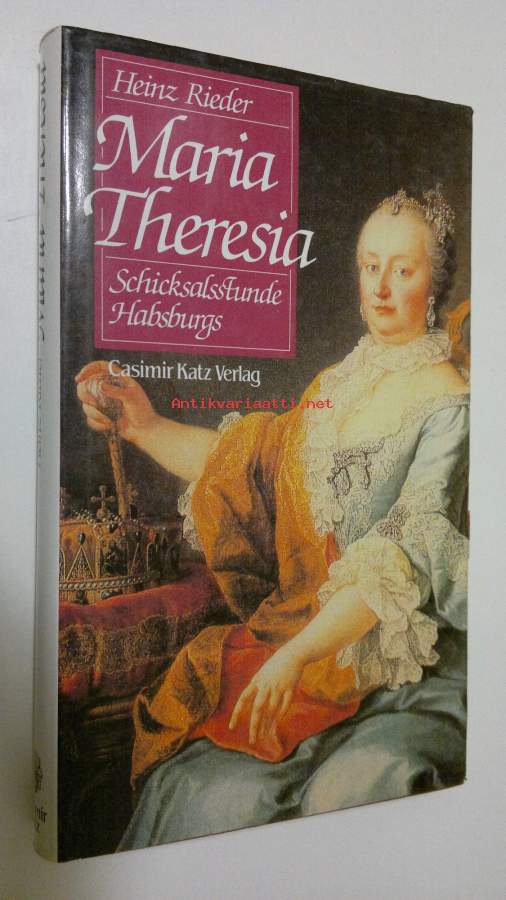 Heinz Rieder
Maria
Theresia
Schicksalsstunde
Habsburgs
Casimir Katz Verlag
Antikvariaatti.net